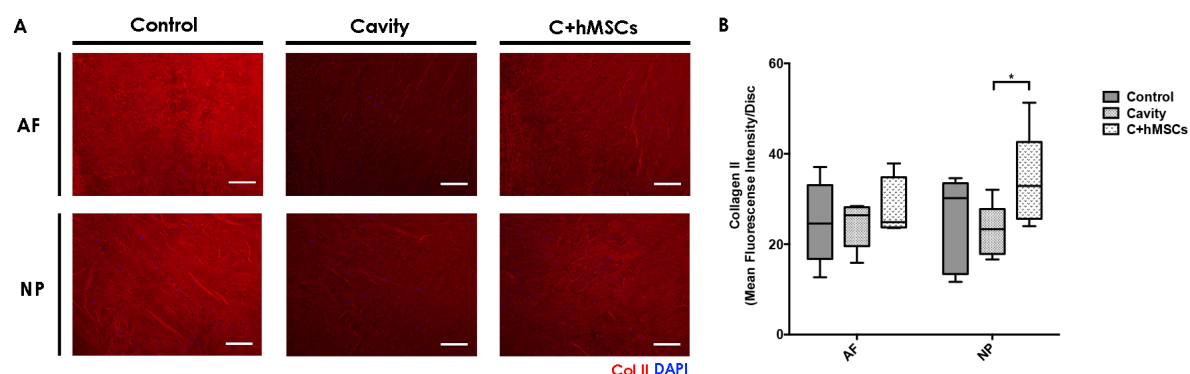 A
Control
Cavity
C+hMSCs
AF
NP
Col II DAPI
B
Collagen II
(Mean Fluorescense Intensity/Disc
60
40
20
0
*
AF
NP
Control
Cavity
C+hMSCs